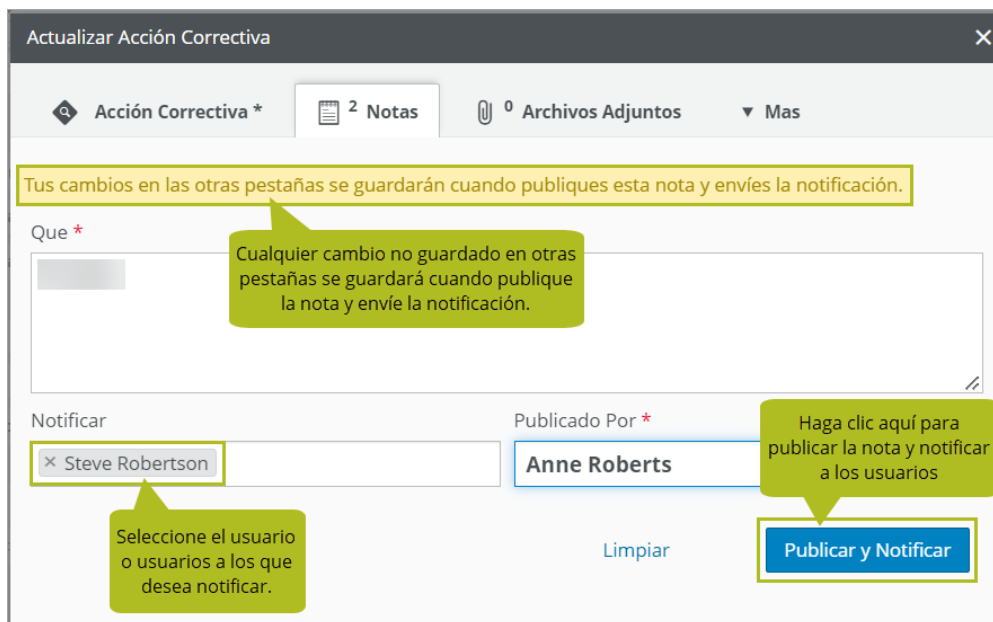 Actualizar Acción Correctiva
Acción Correctiva *
2 Notas
0 Archivos Adjuntos
Mas
Tus cambios en las otras pestañas se guardarán cuando publiques esta nota y envíes la notificación.
Que *
Cualquier cambio no guardado en otras
pestañas se guardará cuando publique
la nota y envíe la notificación.
Notificar
Publicado Por *
× Steve Robertson
Anne Roberts
Haga clic aquí para
publicar la nota y notificar
a los usuarios
Seleccione el usuario
o usuarios a los que
desea notificar.
Limpiar
Publicar y Notificar